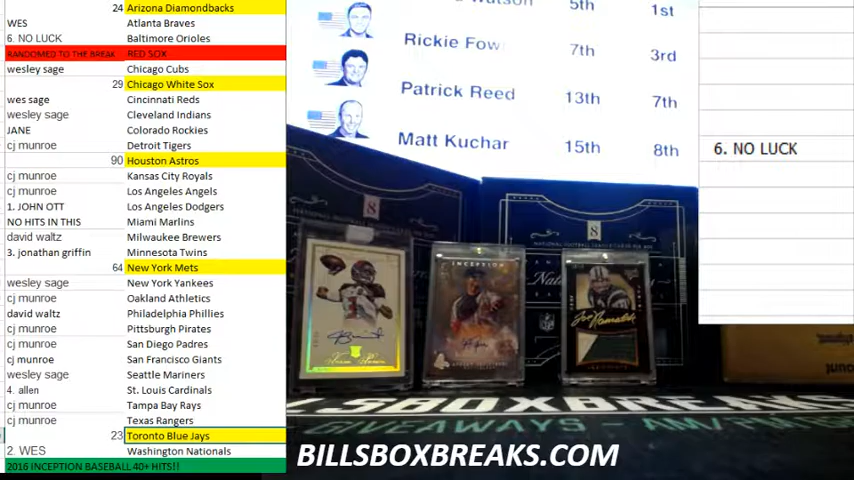 24 Arizona Diamondbacks
WES Atlanta Braves
6. NO LUCK Baltimore Orioles
RANDOMED TO THE BREAK RED SOX
wesley sage Chicago Cubs
29 Chicago White Sox
wes sage Cincinnati Reds
wesley sage Cleveland Indians
JANE Colorado Rockies
cj munroe Detroit Tigers
90 Houston Astros
cj munroe Kansas City Royals
cj munroe Los Angeles Angels
1. JOHN OTT Los Angeles Dodgers
NO HITS IN THIS Miami Marlins
david waltz Milwaukee Brewers
3. jonathan griffin Minnesota Twins
64 New York Mets
wesley sage New York Yankees
cj munroe Oakland Athletics
david waltz Philadelphia Phillies
cj munroe Pittsburgh Pirates
cj munroe San Diego Padres
cj munroe San Francisco Giants
wesley sage Seattle Mariners
4. allen St. Louis Cardinals
cj munroe Tampa Bay Rays
cj munroe Texas Rangers
23 Toronto Blue Jays
2. WES Washington Nationals
2016 INCEPTION BASEBALL 40+ HITS!!
Watson 5th 1st
Rickie Fow 7th 3rd
Patrick Reed 13th 7th
Matt Kuchar 15th 8th
6. NO LUCK
8
8
INCEPTION
LSBOXBREAKS.COM
GIVEAWAYS - AM/
BILLSBOXBREAKS.COM